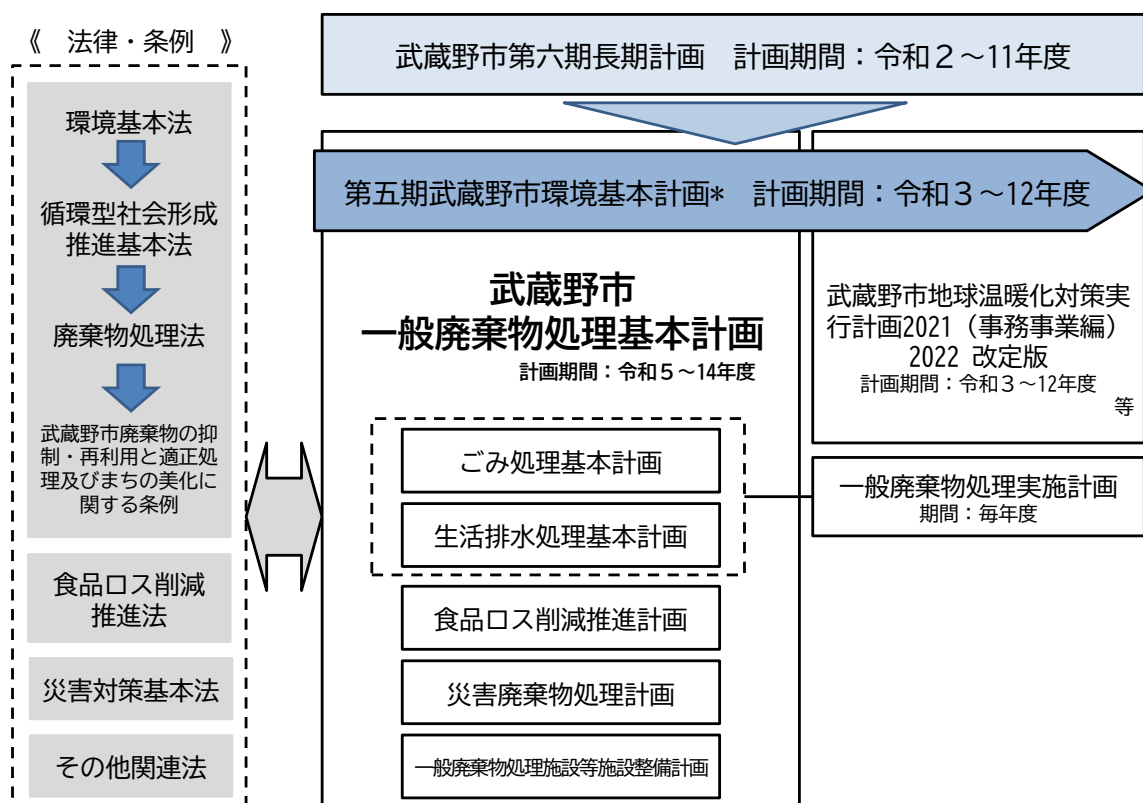 《 法律・条例 》
環境基本法
循環型社会形成
推進基本法
廃棄物処理法
武蔵野市廃棄物の抑
制・再利用と適正処
理及びまちの美化に
関する条例
食品ロス削減
推進法
災害対策基本法
その他関連法
武蔵野市第六期長期計画 計画期間：令和２～11年度
第五期武蔵野市環境基本計画* 計画期間：令和３～12年度
武蔵野市
一般廃棄物処理基本計画
計画期間：令和５～14年度
ごみ処理基本計画
生活排水処理基本計画
食品ロス削減推進計画
災害廃棄物処理計画
一般廃棄物処理施設等施設整備計画
武蔵野市地球温暖化対策実
行計画2021（事務事業編）
2022 改定版
計画期間：令和３～12年度
等
一般廃棄物処理実施計画
期間：毎年度